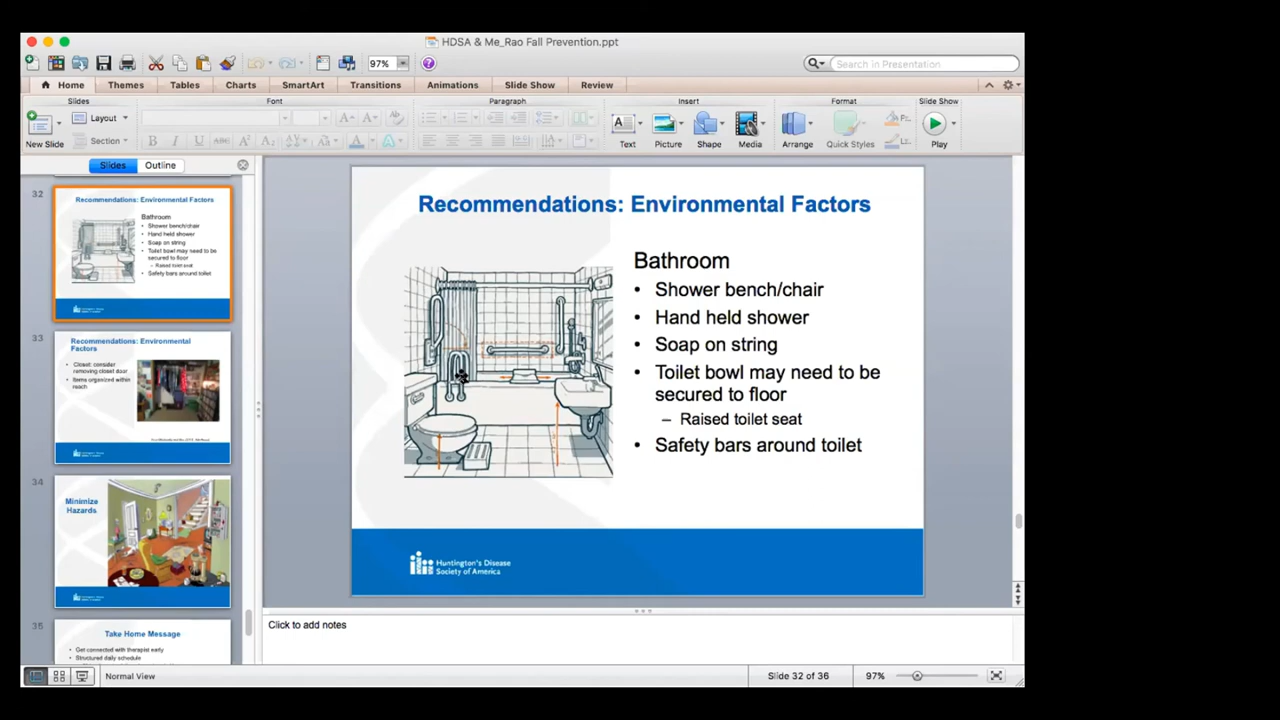 HDSA & Me_Rao Fall Prevention.ppt
97%
Search in Presentation
Home
Themes
Tables
Charts
SmartArt
Transitions
Animations
Slide Show
Review
Slides
Font
Paragraph
Insert
Format
Slide Show
New Slide
Layout
Section
Text
Picture
Shape
Media
Arrange
Quick Styles
Play
Slides
Outline
32
Recommendations: Environmental Factors
Bathroom
• Shower bench/chair
• Hand held shower
• Soap on string
• Toilet bowl may need to be
secured to floor
– Raised toilet seat
• Safety bars around toilet
33
Recommendations: Environmental
Factors
• Closet: consider
removing closet door
• Items organized within
reach
34
Minimize
Hazards
35
Take Home Message
• Get connected with therapist early
• Structured daily schedule
Recommendations: Environmental Factors
Bathroom
• Shower bench/chair
• Hand held shower
• Soap on string
• Toilet bowl may need to be
secured to floor
– Raised toilet seat
• Safety bars around toilet
Huntington's Disease
Society of America
Click to add notes
Normal View
Slide 32 of 36
97%